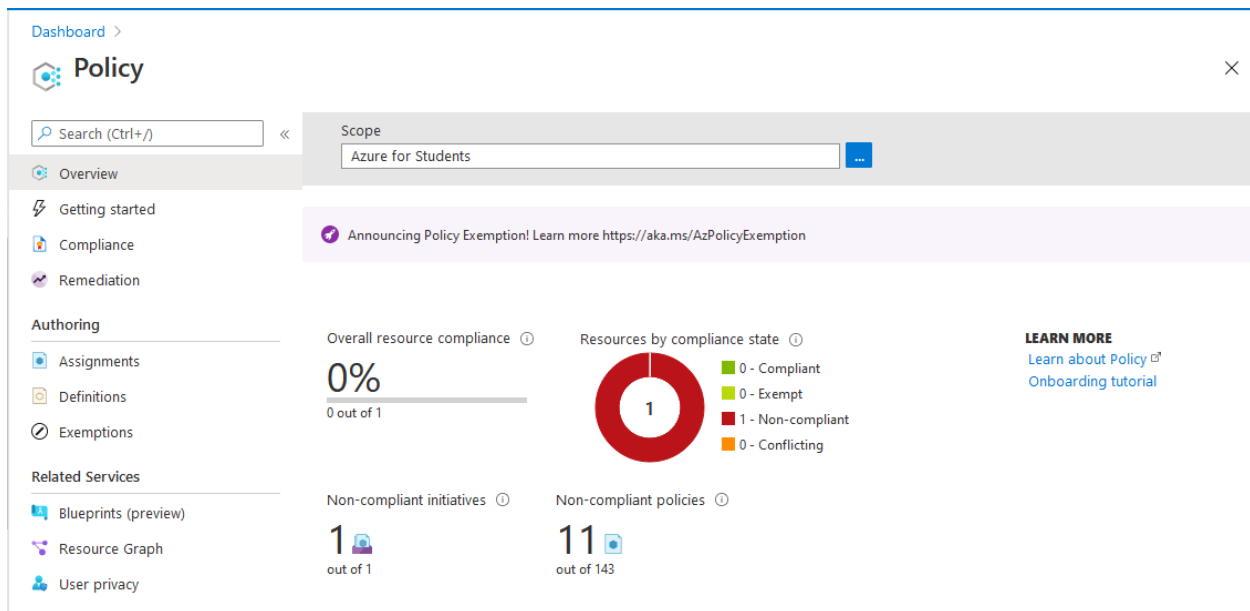 Dashboard >
Policy
Search (Ctrl+/)
«
Overview
Getting started
Compliance
Remediation
Authoring
Assignments
Definitions
Exemptions
Related Services
Blueprints (preview)
Resource Graph
User privacy
Scope
Azure for Students
...
Announcing Policy Exemption! Learn more https://aka.ms/AzPolicyExemption
Overall resource compliance
0%
0 out of 1
Resources by compliance state
1
0 - Compliant
0 - Exempt
1 - Non-compliant
0 - Conflicting
LEARN MORE
Learn about Policy
Onboarding tutorial
Non-compliant initiatives
1
out of 1
Non-compliant policies
11
out of 143